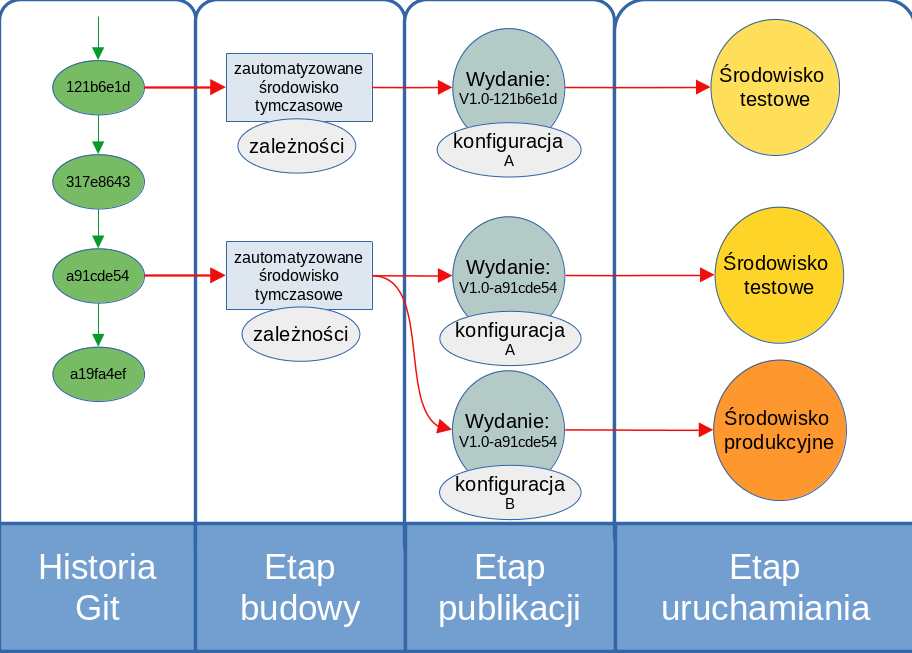 121b6e1d
317e8643
a91cde54
a19fa4ef
zautomatyzowane
środowisko
tymczasowe
zależności
zautomatyzowane
środowisko
tymczasowe
zależności
Wydanie:
V1.0-121b6e1d
konfiguracja
A
Wydanie:
V1.0-a91cde54
konfiguracja
A
Wydanie:
V1.0-a91cde54
konfiguracja
B
Środowisko
testowe
Środowisko
testowe
Środowisko
produkcyjne
Historia
Git
Etap
budowy
Etap
publikacji
Etap
uruchamiania